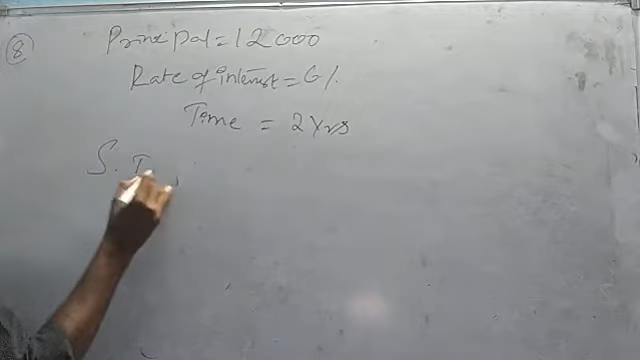 8
Principal = 12000
Rate of interest = 6%
Time = 2 Yrs
S. I